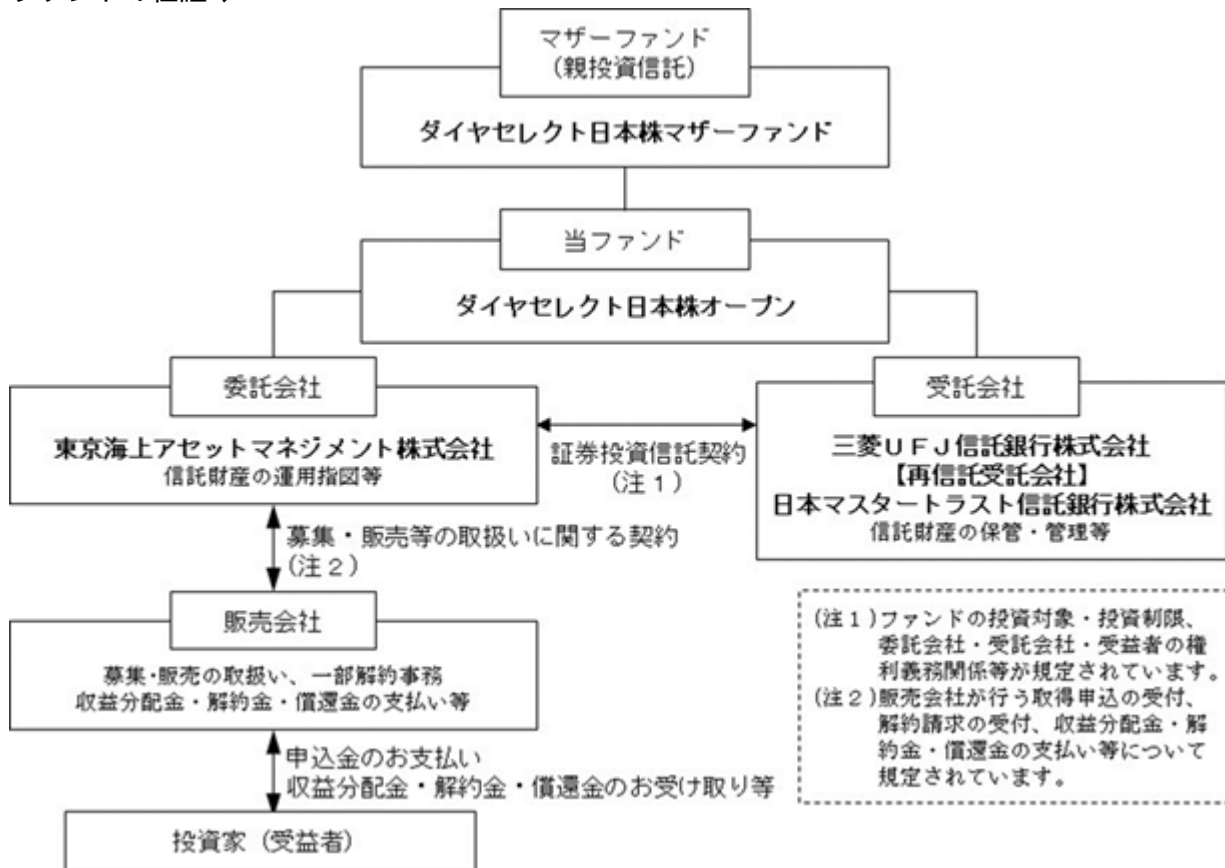 マザーファンド
(親投資信託)
ダイヤセレクト日本株マザーファンド
当ファンド
ダイヤセレクト日本株オープン
委託会社
東京海上アセットマネジメント株式会社
信託財産の運用指図等
証券投資信託契約
(注1)
受託会社
三菱UFJ信託銀行株式会社
【再信託受託会社】
日本マスタートラスト信託銀行株式会社
信託財産の保管・管理等
募集・販売等の取扱いに関する契約
(注2)
販売会社
募集・販売の取扱い、一部解約事務
収益分配金・解約金・償還金の支払い等
申込金のお支払い
収益分配金・解約金・償還金のお受け取り等
投資家(受益者)
(注1)ファンドの投資対象・投資制限、
委託会社・受託会社・受益者の権
利義務関係等が規定されています。
(注2)販売会社が行う取得申込の受付、
解約請求の受付、収益分配金・解
約金・償還金の支払い等について
規定されています。